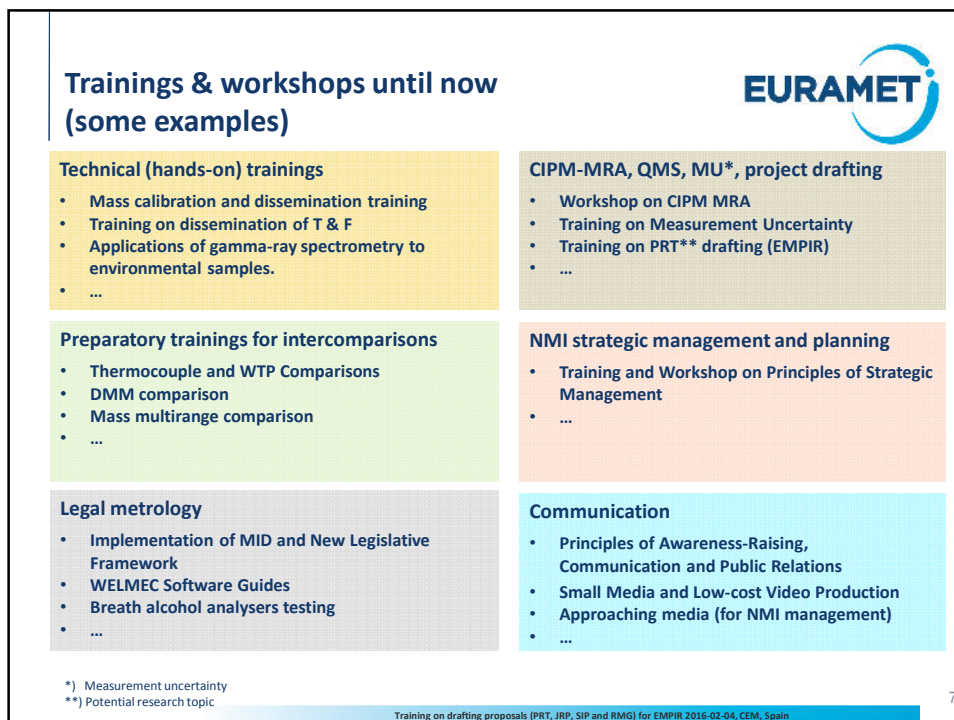 Trainings & workshops until now
(some examples)
EURAMET
Technical (hands-on) trainings
• Mass calibration and dissemination training
• Training on dissemination of T & F
• Applications of gamma-ray spectrometry to
environmental samples.
• ...
CIPM-MRA, QMS, MU*, project drafting
• Workshop on CIPM MRA
• Training on Measurement Uncertainty
• Training on PRT** drafting (EMPIR)
• ...
Preparatory trainings for intercomparisons
• Thermocouple and WTP Comparisons
• DMM comparison
• Mass multirange comparison
• ...
NMI strategic management and planning
• Training and Workshop on Principles of Strategic
Management
• ...
Legal metrology
• Implementation of MID and New Legislative
Framework
• WELMEC Software Guides
• Breath alcohol analysers testing
• ...
Communication
• Principles of Awareness-Raising,
Communication and Public Relations
• Small Media and Low-cost Video Production
• Approaching media (for NMI management)
• ...
*) Measurement uncertainty
**) Potential research topic
7
Training on drafting proposals (PRT, JRP, SIP and RMG) for EMPIR 2016-02-04, CEM, Spain